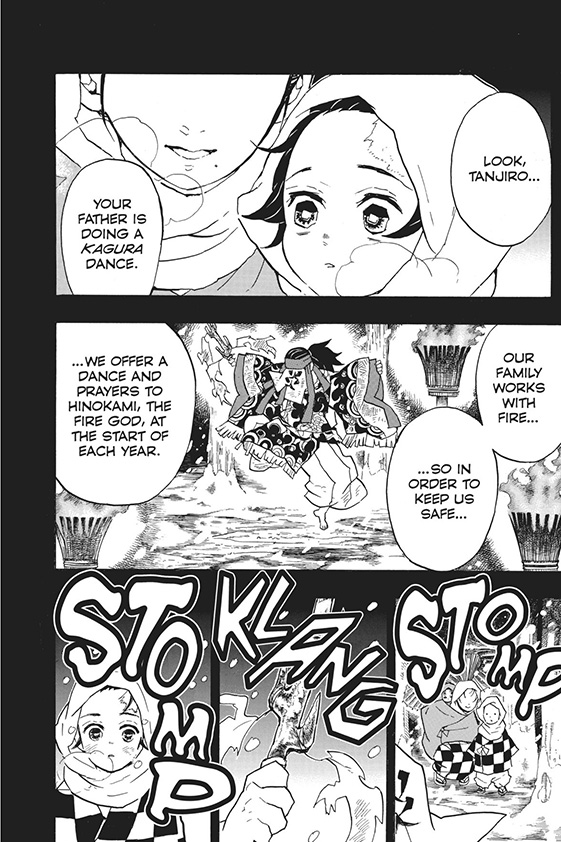 LOOK,
TANJIRO...
YOUR
FATHER IS
DOING A
KAGURA
DANCE.
OUR
FAMILY
WORKS
WITH
FIRE...
...SO IN
ORDER TO
KEEP US
SAFE...
...WE OFFER A
DANCE AND
PRAYERS TO
HINOKAMI, THE
FIRE GOD, AT
THE START OF
EACH YEAR.
STOMP
KLANG
STOMP